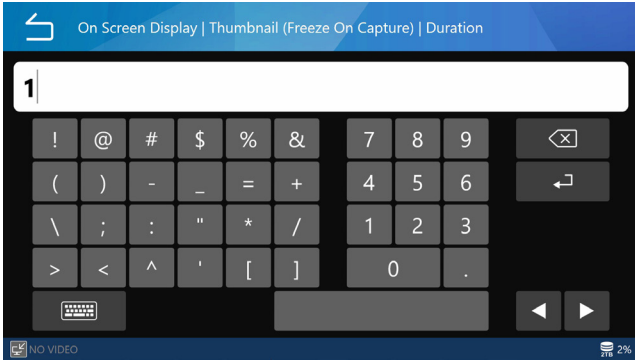 On Screen Display | Thumbnail (Freeze On Capture) | Duration
1
! @ # $ % & 7 8 9
( ) - _ = + 4 5 6
\ ; : " * / 1 2 3
> < ^ ' [ ] 0 .
NO VIDEO 2TB 2%